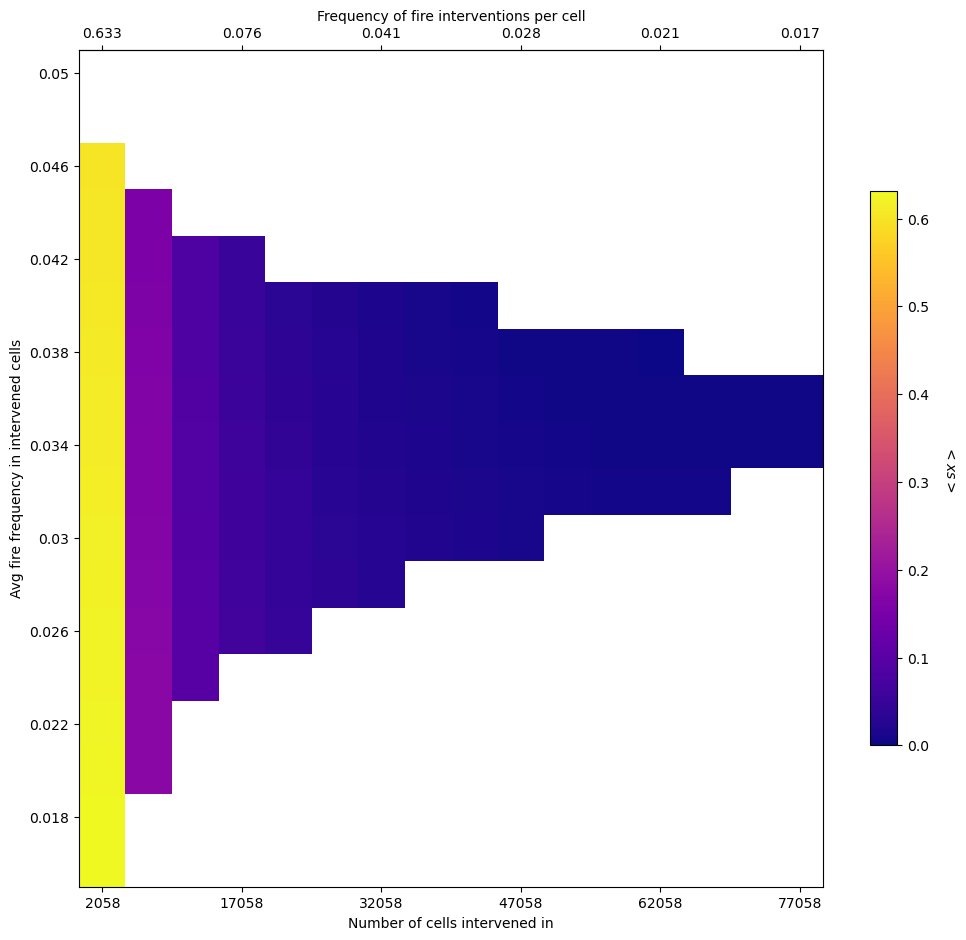 Frequency of fire interventions per cell
0.633 0.076 0.041 0.028 0.021 0.017
Avg fire frequency in intervened cells
0.05
0.046
0.042
0.038
0.034
0.03
0.026
0.022
0.018
2058 17058 32058 47058 62058 77058
Number of cells intervened in
0.6
0.5
0.4
0.3
0.2
0.1
0.0
< xs >